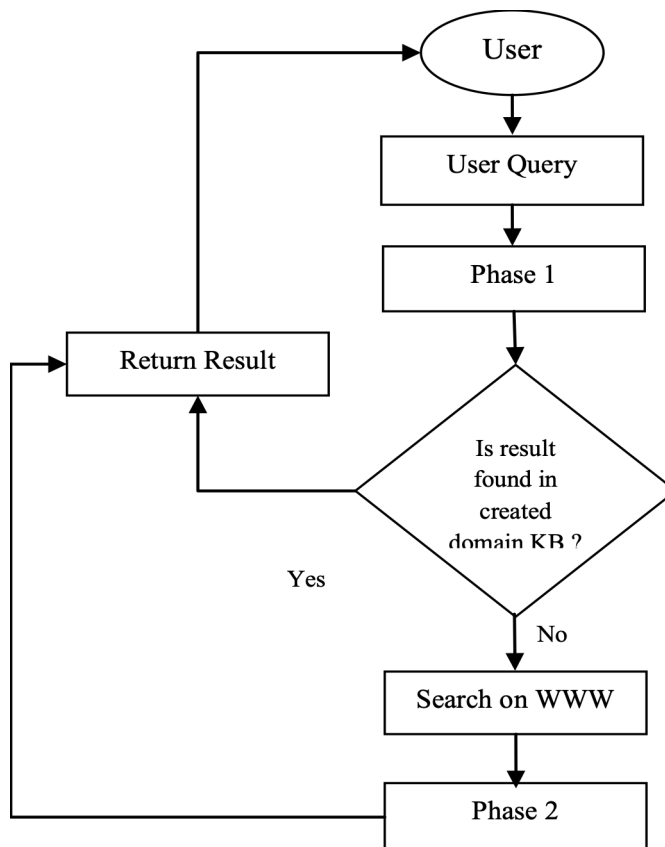 User
User Query
Phase 1
Return Result
Is result
found in
created
domain KB ?
Yes
No
Search on WWW
Phase 2